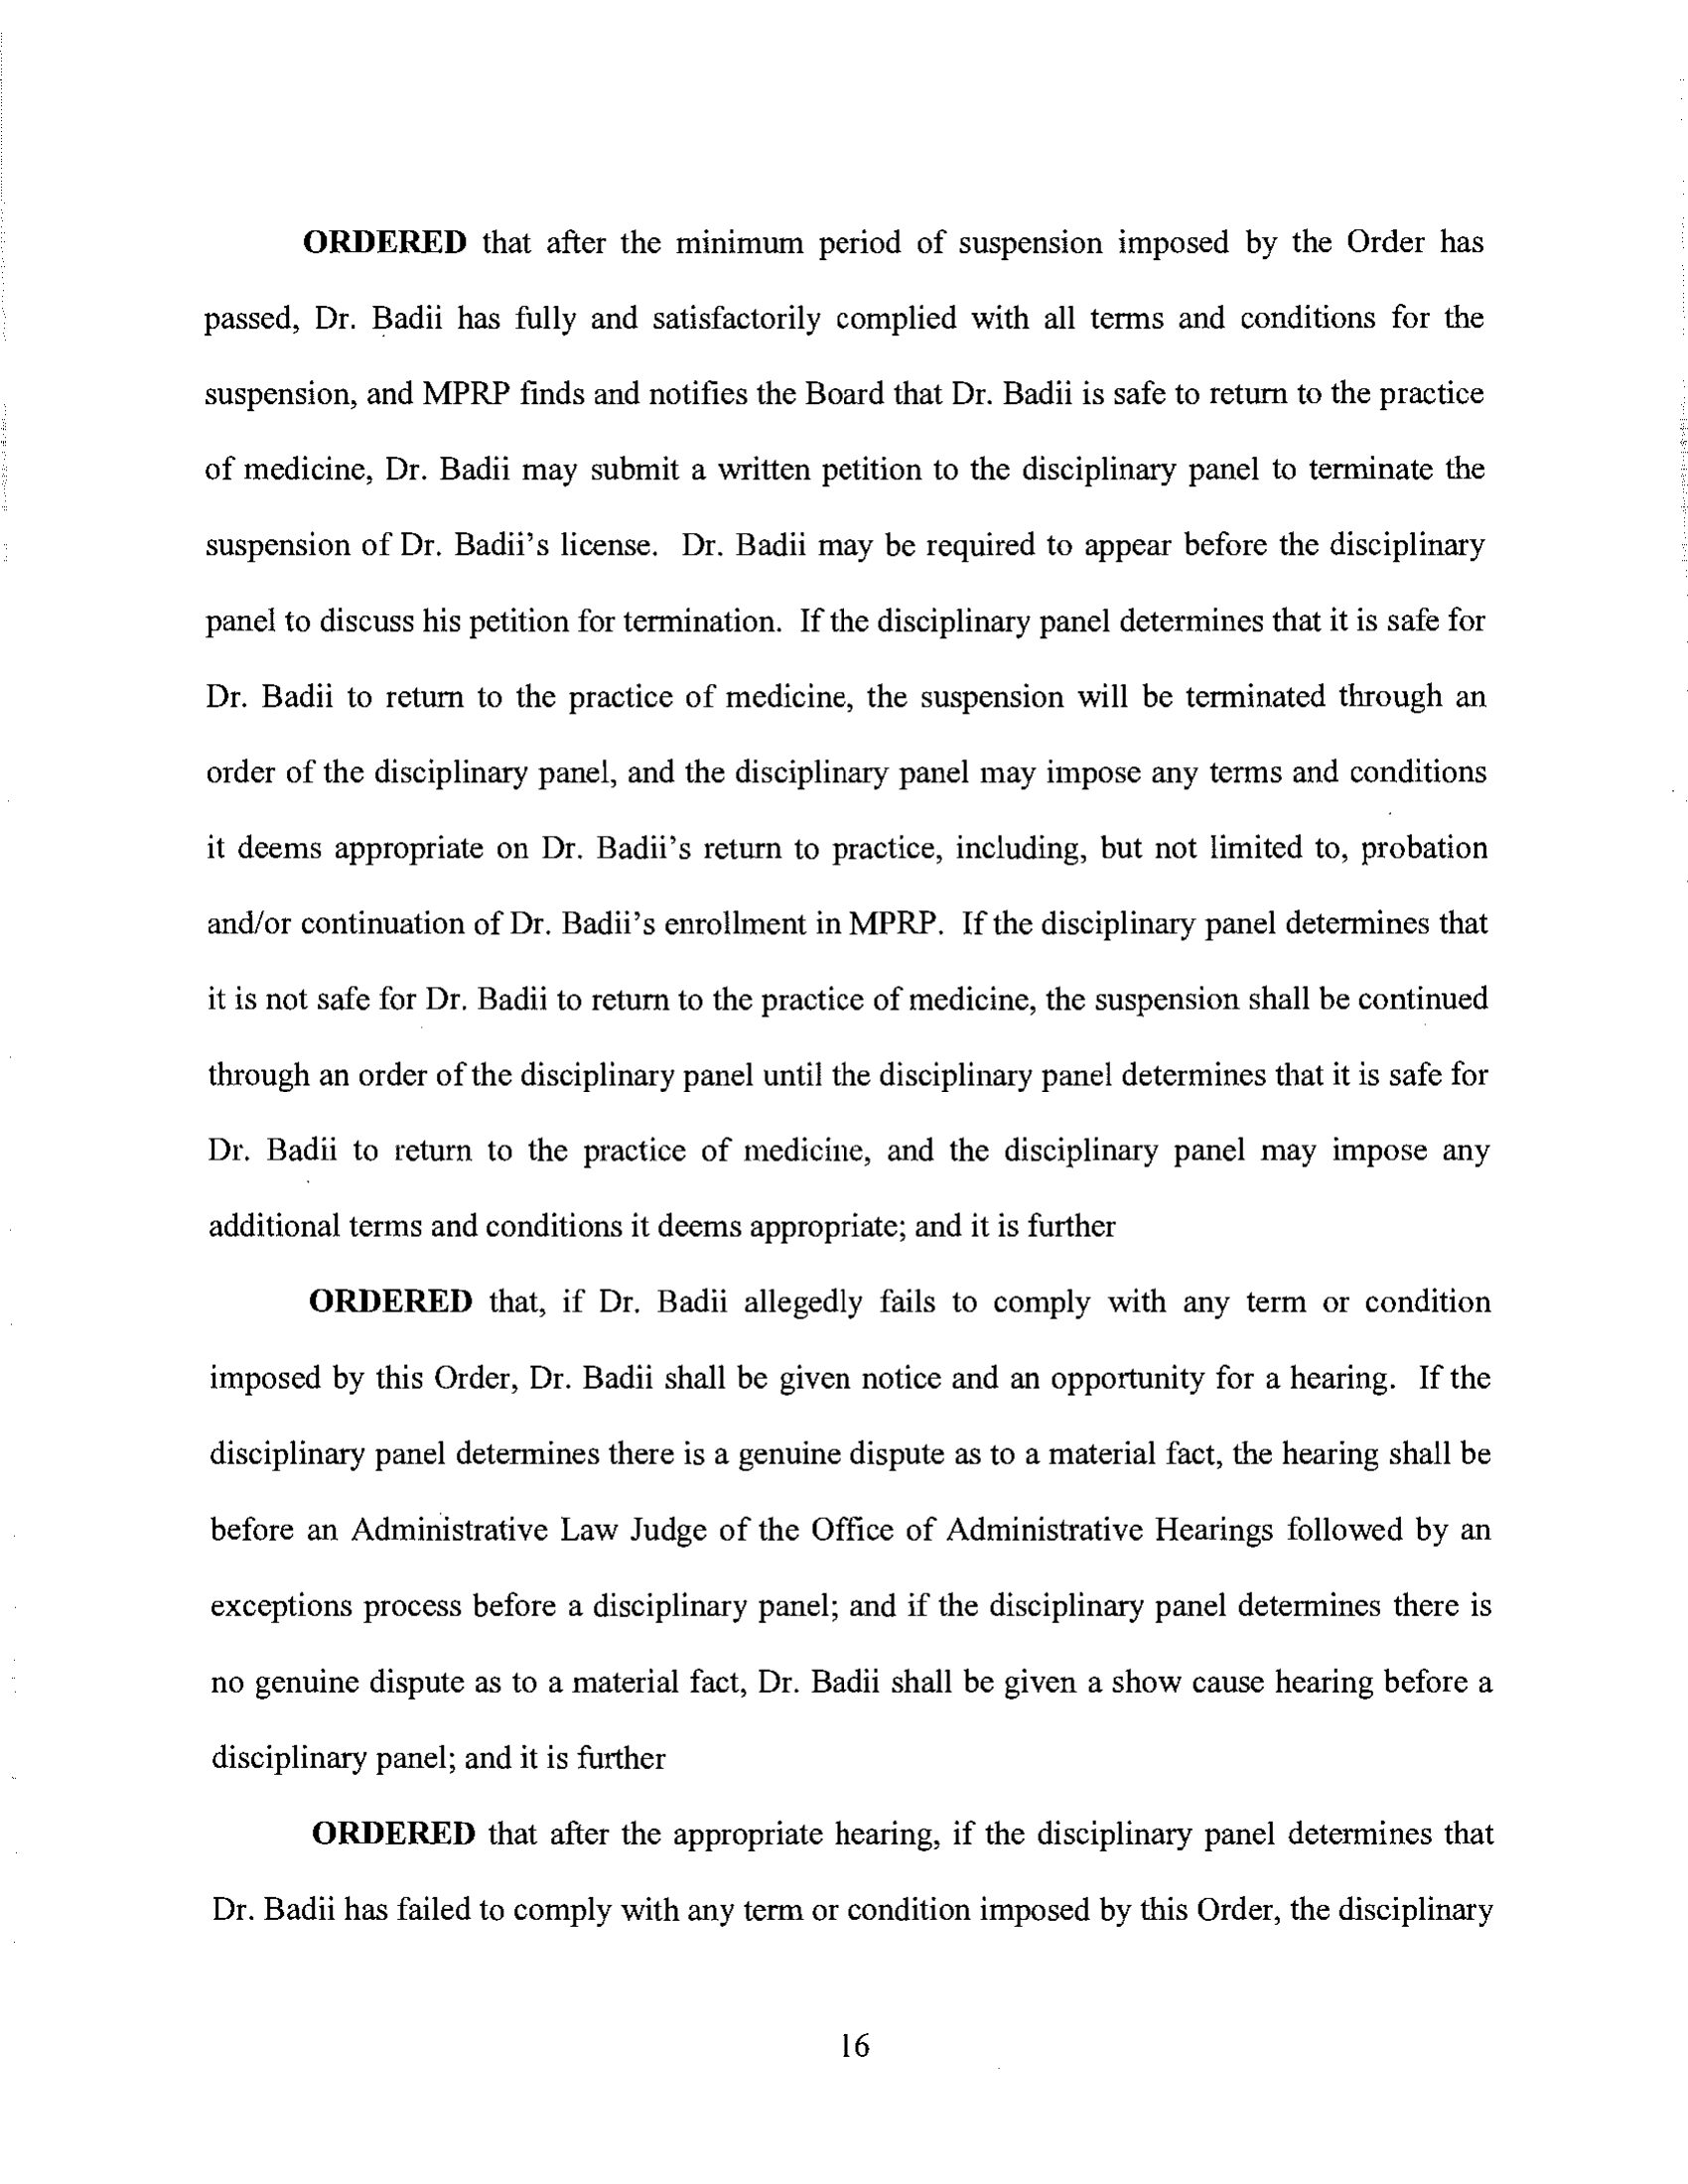 ORDERED that after the minimum period of suspension imposed by the Order has
passed, Dr. Badii has fully and satisfactorily complied with all terms and conditions for the
suspension, and MPRP finds and notifies the Board that Dr. Badii is safe to return to the practice
of medicine, Dr. Badii may submit a written petition to the disciplinary panel to terminate the
suspension of Dr. Badii's license. Dr. Badii may be required to appear before the disciplinary
panel to discuss his petition for termination. If the disciplinary panel determines that it is safe for
Dr. Badii to return to the practice of medicine, the suspension will be terminated through an
order of the disciplinary panel, and the disciplinary panel may impose any terms and conditions
it deems appropriate on Dr. Badii's return to practice, including, but not limited to, probation
and/or continuation of Dr. Badii's enrollment in MPRP. If the disciplinary panel determines that
it is not safe for Dr. Badii to return to the practice of medicine, the suspension shall be continued
through an order of the disciplinary panel until the disciplinary panel determines that it is safe for
Dr. Badii to return to the practice of medicine, and the disciplinary panel may impose any
additional terms and conditions it deems appropriate; and it is further
ORDERED that, if Dr. Badii allegedly fails to comply with any term or condition
imposed by this Order, Dr. Badii shall be given notice and an opportunity for a hearing. If the
disciplinary panel determines there is a genuine dispute as to a material fact, the hearing shall be
before an Administrative Law Judge of the Office of Administrative Hearings followed by an
exceptions process before a disciplinary panel; and if the disciplinary panel determines there is
no genuine dispute as to a material fact, Dr. Badii shall be given a show cause hearing before a
disciplinary panel; and it is further
ORDERED that after the appropriate hearing, if the disciplinary panel determines that
Dr. Badii has failed to comply with any term or condition imposed by this Order, the disciplinary
16